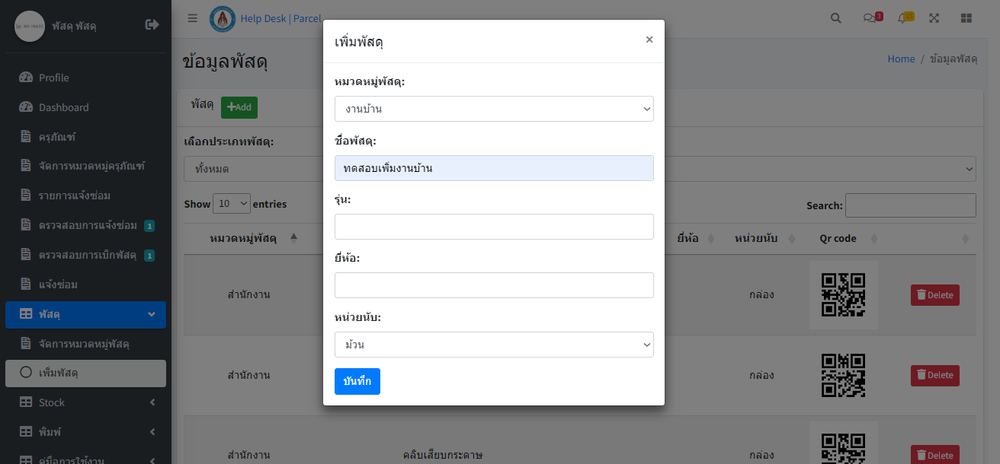 พัสดุ พัสดุ
Profile
Dashboard
ครุภัณฑ์
จัดการหมวดหมู่ครุภัณฑ์
รายการแจ้งซ่อม
ตรวจสอบการแจ้งซ่อม 1
ตรวจสอบการเบิกพัสดุ 1
แจ้งซ่อม
พัสดุ
จัดการหมวดหมู่พัสดุ
เพิ่มพัสดุ
Stock
พิมพ์
คู่มือการใช้งาน
Help Desk | Parcel
3
15
ข้อมูลพัสดุ
Home / ข้อมูลพัสดุ
พัสดุ Add
เลือกประเภทพัสดุ:
ทั้งหมด
Show 10 entries
Search:
หมวดหมู่พัสดุ ยี่ห้อ หน่วยนับ Qr code
สำนักงาน กล่อง Delete
สำนักงาน กล่อง Delete
สำนักงาน คลิบเสียบกระดาษ กล่อง Delete
เพิ่มพัสดุ ×
หมวดหมู่พัสดุ:
งานบ้าน
ชื่อพัสดุ:
ทดสอบเพิ่มงานบ้าน
รุ่น:
ยี่ห้อ:
หน่วยนับ:
ม้วน
บันทึก